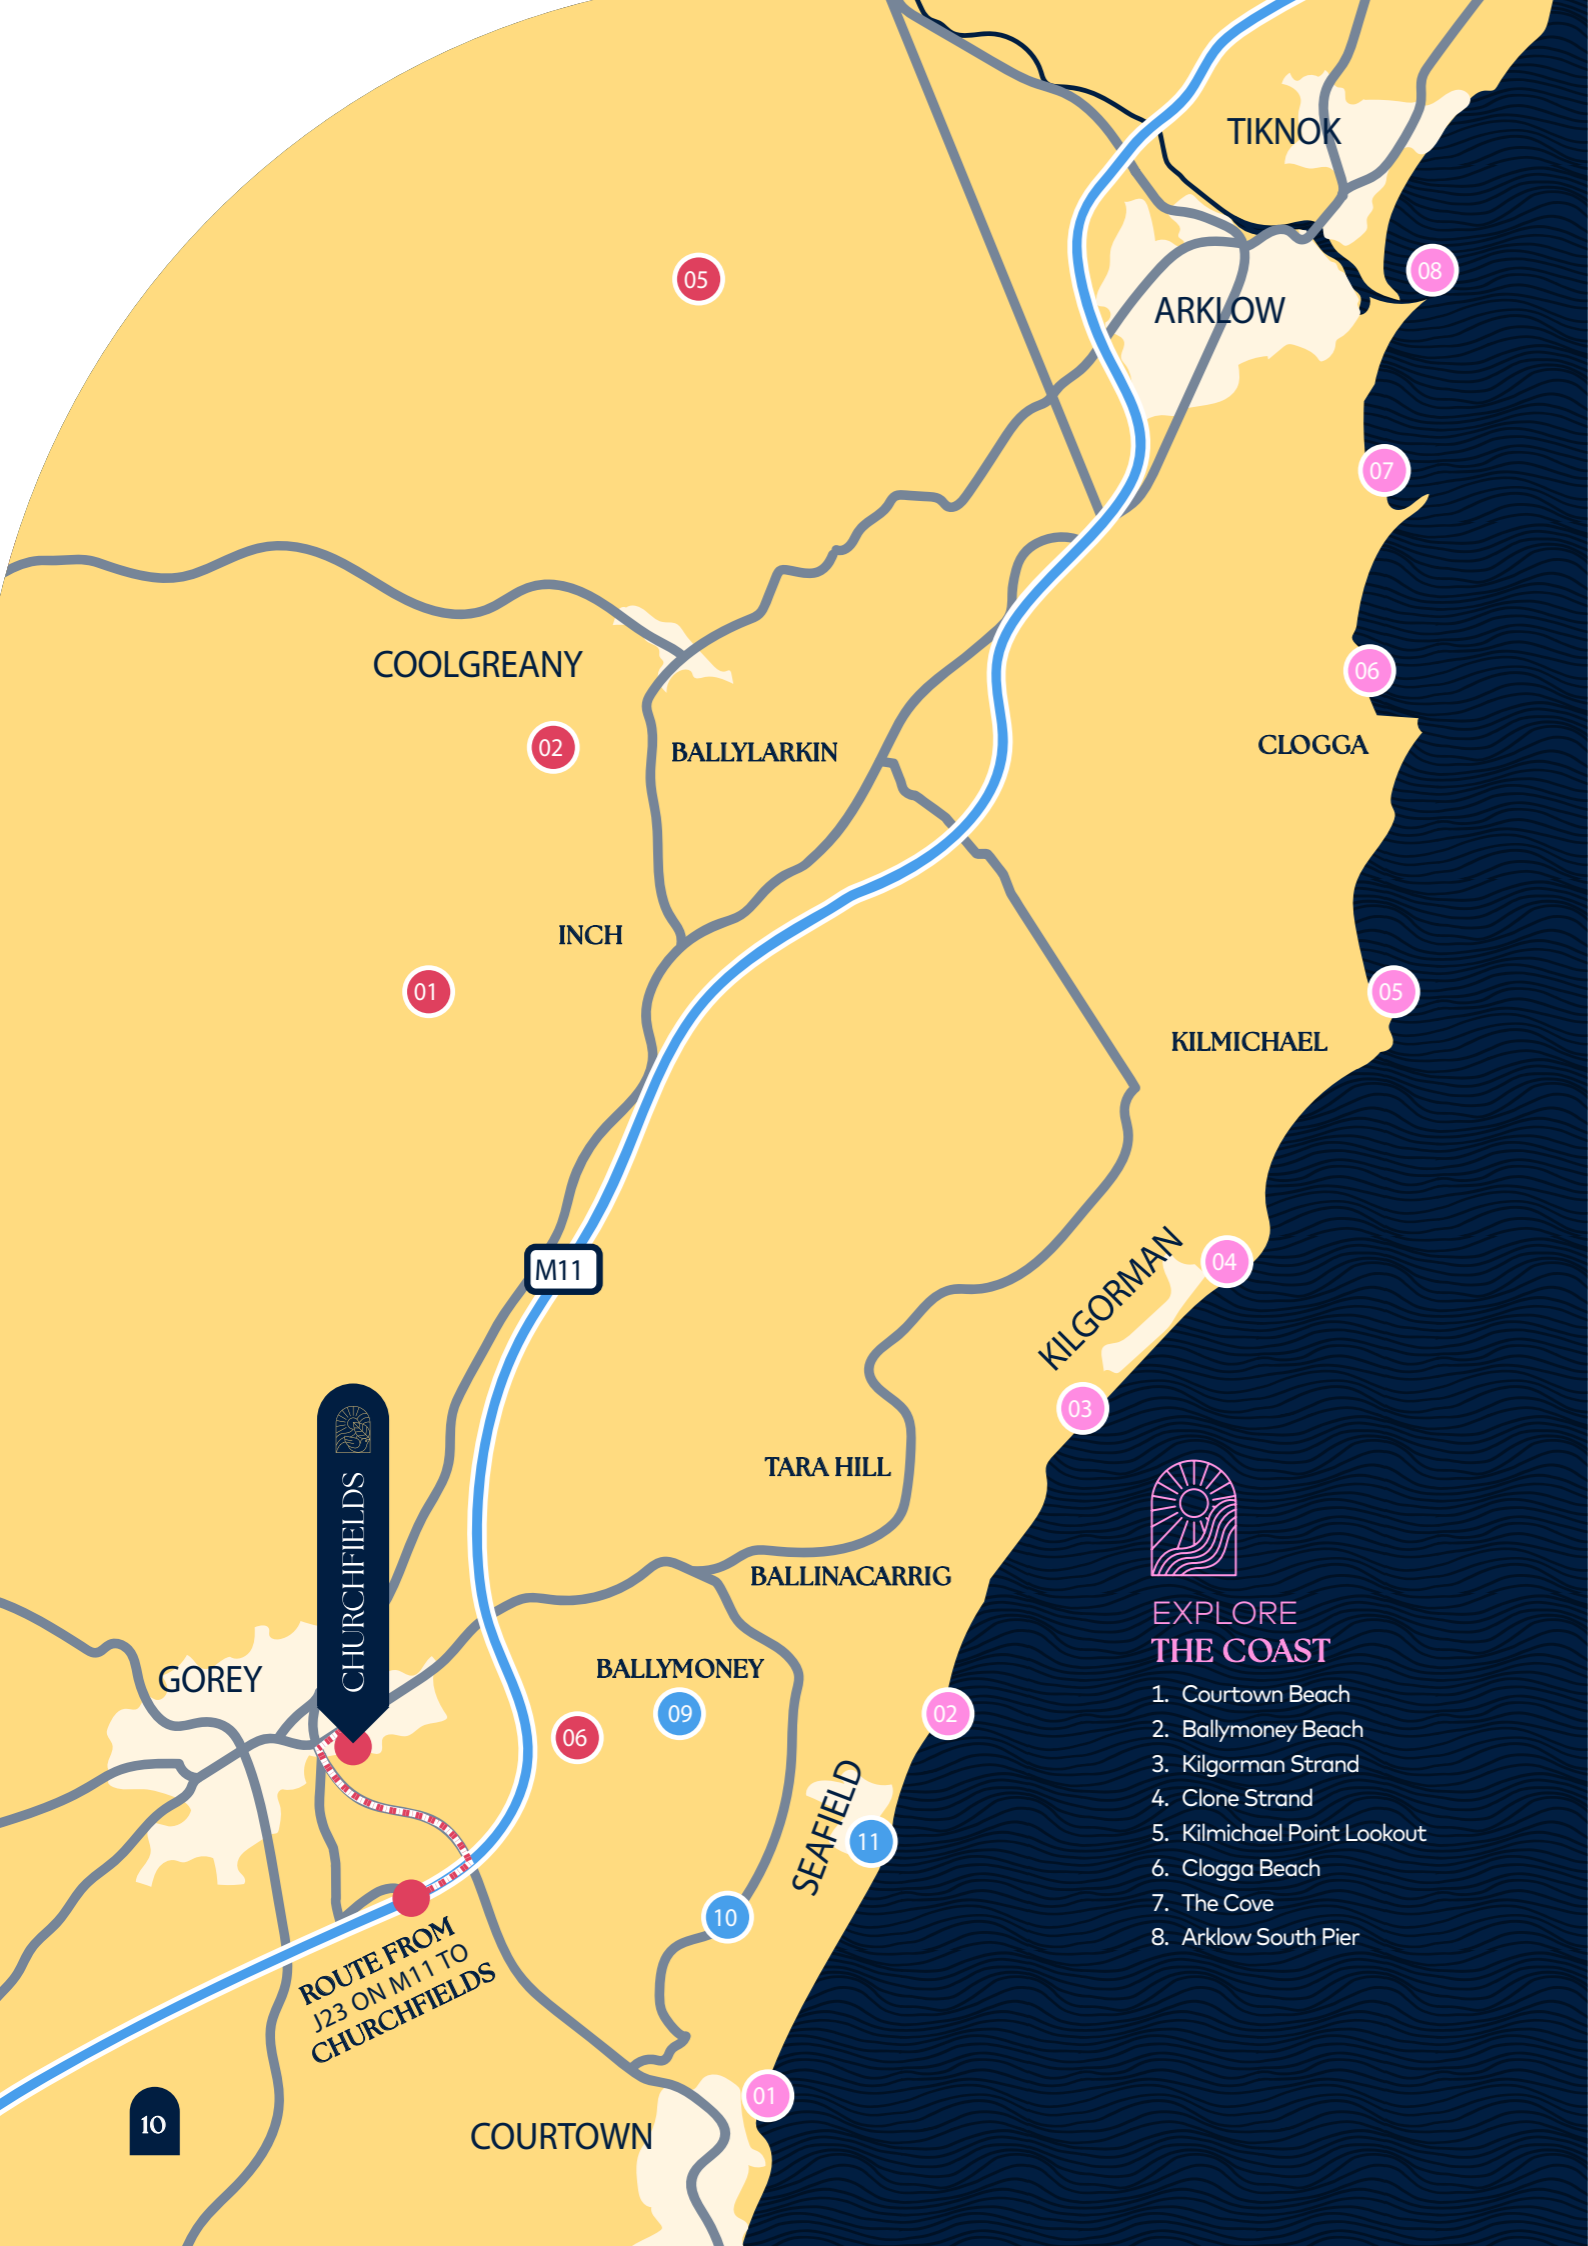 TIKNOK
05
08
ARKLOW
07
COOLGREANY
06
02
BALLYLARKIN
CLOGGA
INCH
01
05
KILMICHAEL
KILGORMAN
04
M11
03
CHURCHFIELDS
TARA HILL
BALLINACARRIG
EXPLORE
THE COAST
1. Courtown Beach
2. Ballymoney Beach
3. Kilgorman Strand
4. Clone Strand
5. Kilmichael Point Lookout
6. Clogga Beach
7. The Cove
8. Arklow South Pier
GOREY
BALLYMONEY
09
02
06
SEAFIELD
11
10
ROUTE FROM
J23 ON M11 TO
CHURCHFIELDS
01
10
COURTOWN